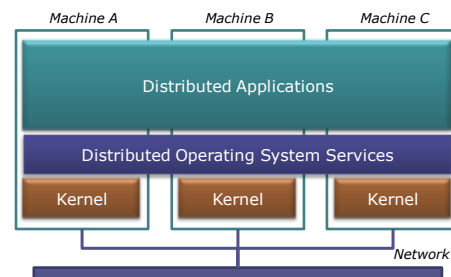 Machine A Machine B Machine C
Distributed Applications
Distributed Operating System Services
Kernel Kernel Kernel
Network